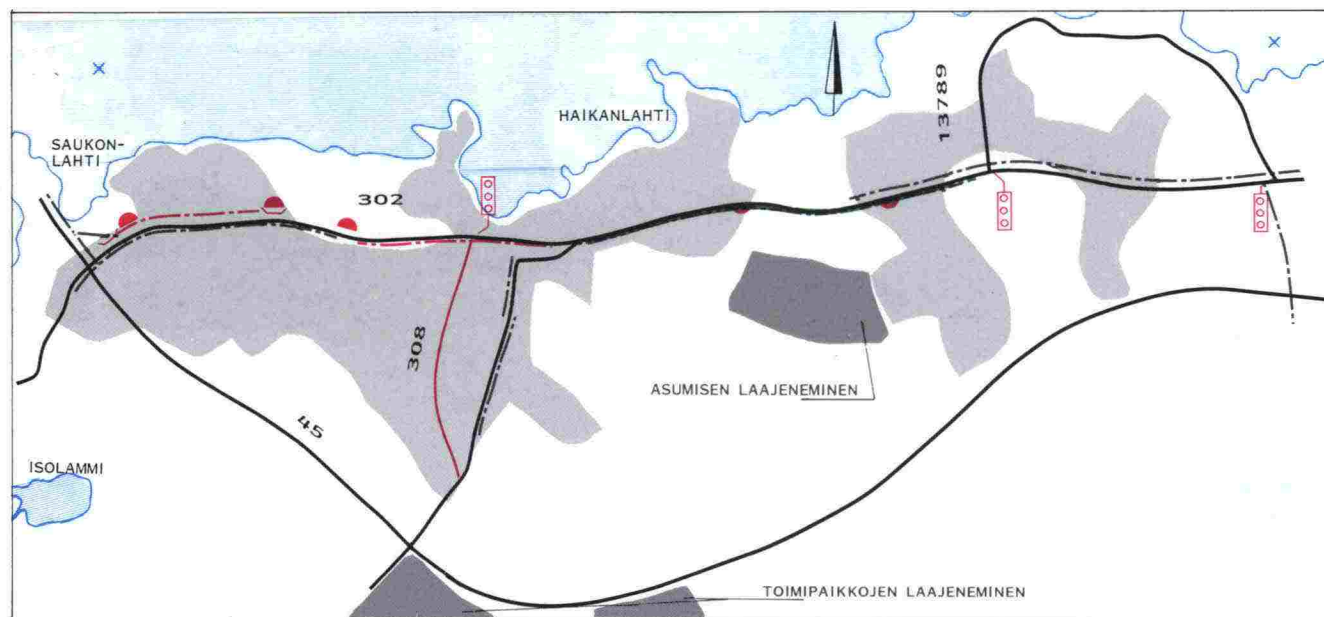 SAUKON-
LAHTI
HAIKANLAHTI
302
13789
308
45
ASUMISEN LAAJENEMINEN
ISOLAMMI
TOIMIPAIKKOJEN LAAJENEMINEN